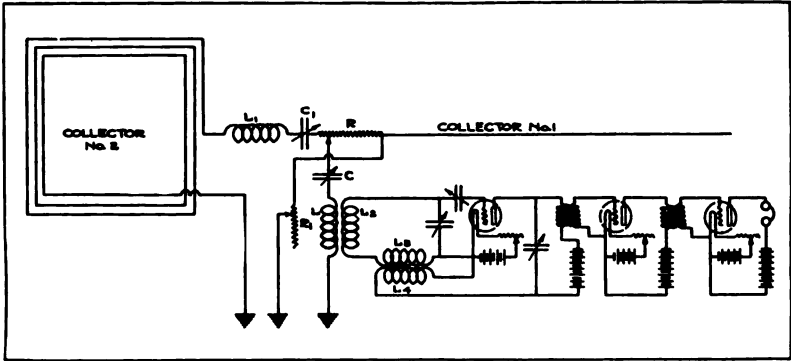 COLLECTOR
No. 2
L1
C1
R
COLLECTOR No.1
C
R1
L
L2
L3
L4